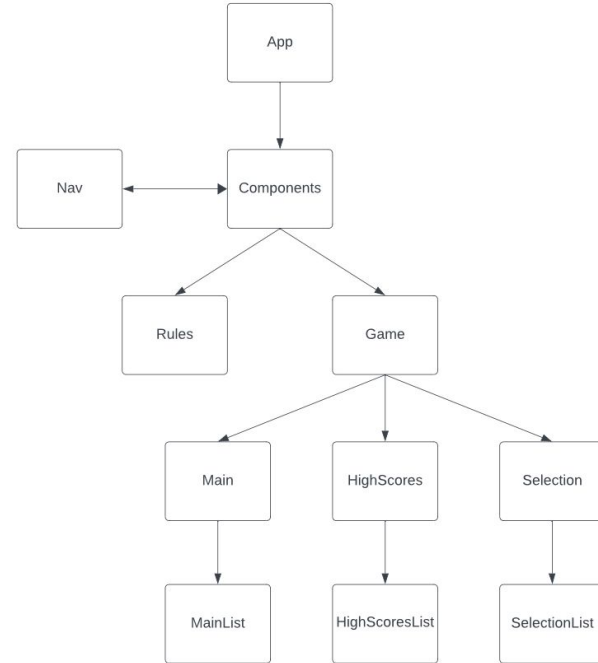 App
Nav
Components
Rules
Game
Main
HighScores
Selection
MainList
HighScoresList
SelectionList